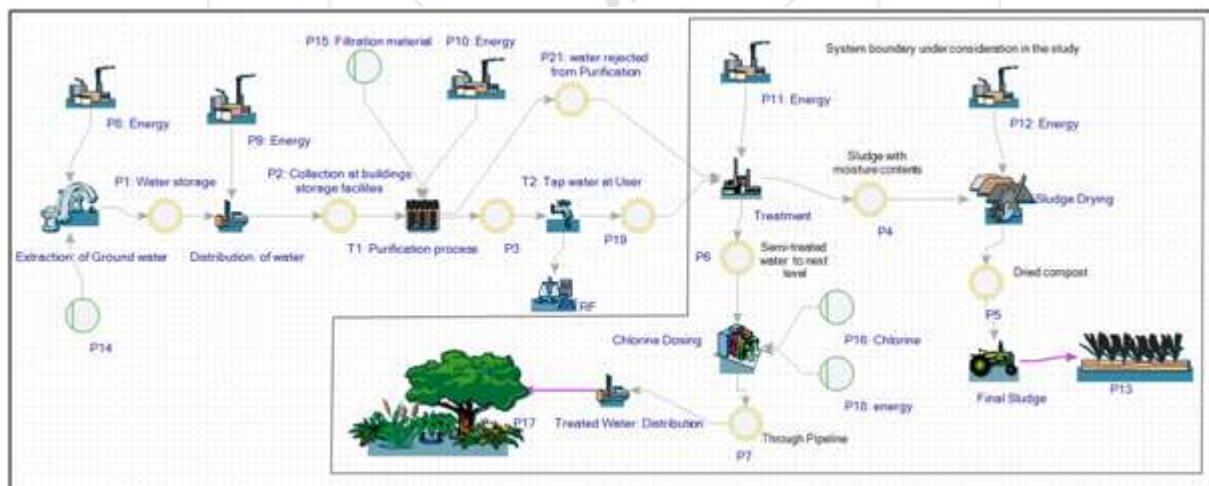 P15: Filtration material
P10: Energy
P21: water rejected
from Purification
System boundary under consideration in the study
P8: Energy
P9: Energy
P11: Energy
P12: Energy
P1: Water storage
P2: Collection at buildings
storage facilities
T2: Tap water at User
Sludge with
moisture contents
Extraction: of Ground water
Distribution: of water
T1: Purification process
P3
P19
Treatment
P4
Sludge Drying
P6
Semi-treated
water to next
level
Dried compost
P5
RF
P14
Chlorine Dosing
P16: Chlorine
P18: energy
Final Sludge
P13
P17
Treated Water: Distribution
P7
Through Pipeline